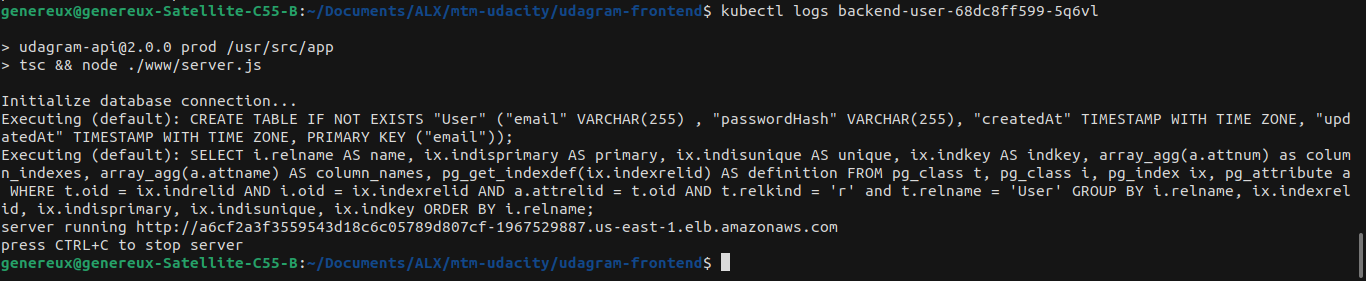 genereux@genereux-Satellite-C55-B:~/Documents/ALX/mtm-udacity/udagram-frontend$ kubectl logs backend-user-68dc8ff599-5q6vl
> udagram-api@2.0.0 prod /usr/src/app
> tsc && node ./www/server.js
Initialize database connection...
Executing (default): CREATE TABLE IF NOT EXISTS "User" ("email" VARCHAR(255) , "passwordHash" VARCHAR(255), "createdAt" TIMESTAMP WITH TIME ZONE, "upd
atedAt" TIMESTAMP WITH TIME ZONE, PRIMARY KEY ("email"));
Executing (default): SELECT i.relname AS name, ix.indisprimary AS primary, ix.indisunique AS unique, ix.indkey AS indkey, array_agg(a.attnum) as colum
n_indexes, array_agg(a.attname) AS column_names, pg_get_indexdef(ix.indexrelid) AS definition FROM pg_class t, pg_class i, pg_index ix, pg_attribute a
 WHERE t.oid = ix.indrelid AND i.oid = ix.indexrelid AND a.attrelid = t.oid AND t.relkind = 'r' and t.relname = 'User' GROUP BY i.relname, ix.indexrel
id, ix.indisprimary, ix.indisunique, ix.indkey ORDER BY i.relname;
server running http://a6cf2a3f3559543d18c6c05789d807cf-1967529887.us-east-1.elb.amazonaws.com
press CTRL+C to stop server
genereux@genereux-Satellite-C55-B:~/Documents/ALX/mtm-udacity/udagram-frontend$